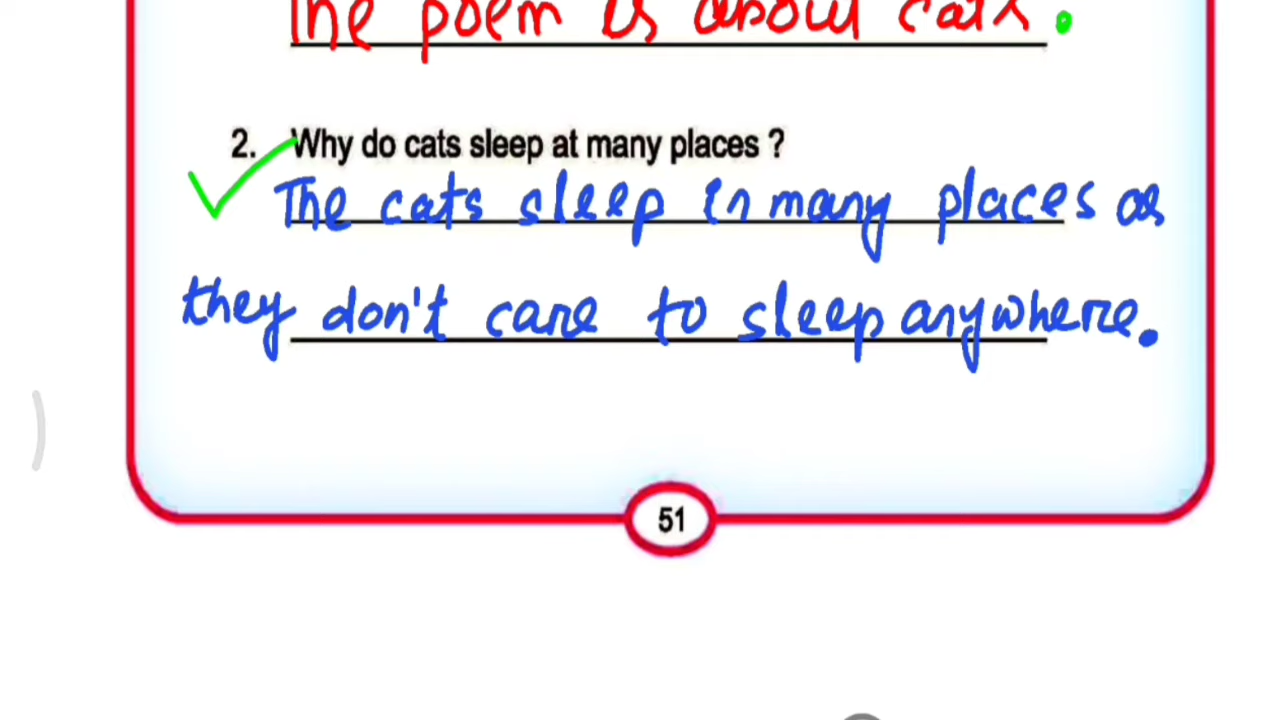 The poem is about cats.
2. Why do cats sleep at many places ?
The cats sleep in many places as
they don't care to sleep anywhere.
51